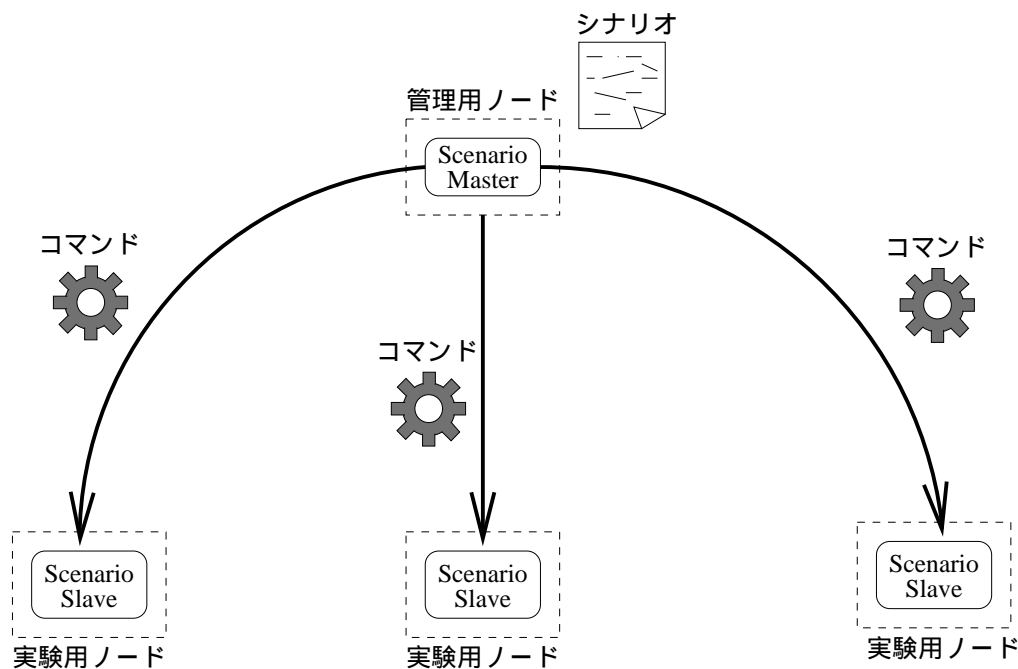 シナリオ
管理用ノード
Scenario
Master
コマンド
コマンド
コマンド
Scenario
Slave
Scenario
Slave
Scenario
Slave
実験用ノード
実験用ノード
実験用ノード